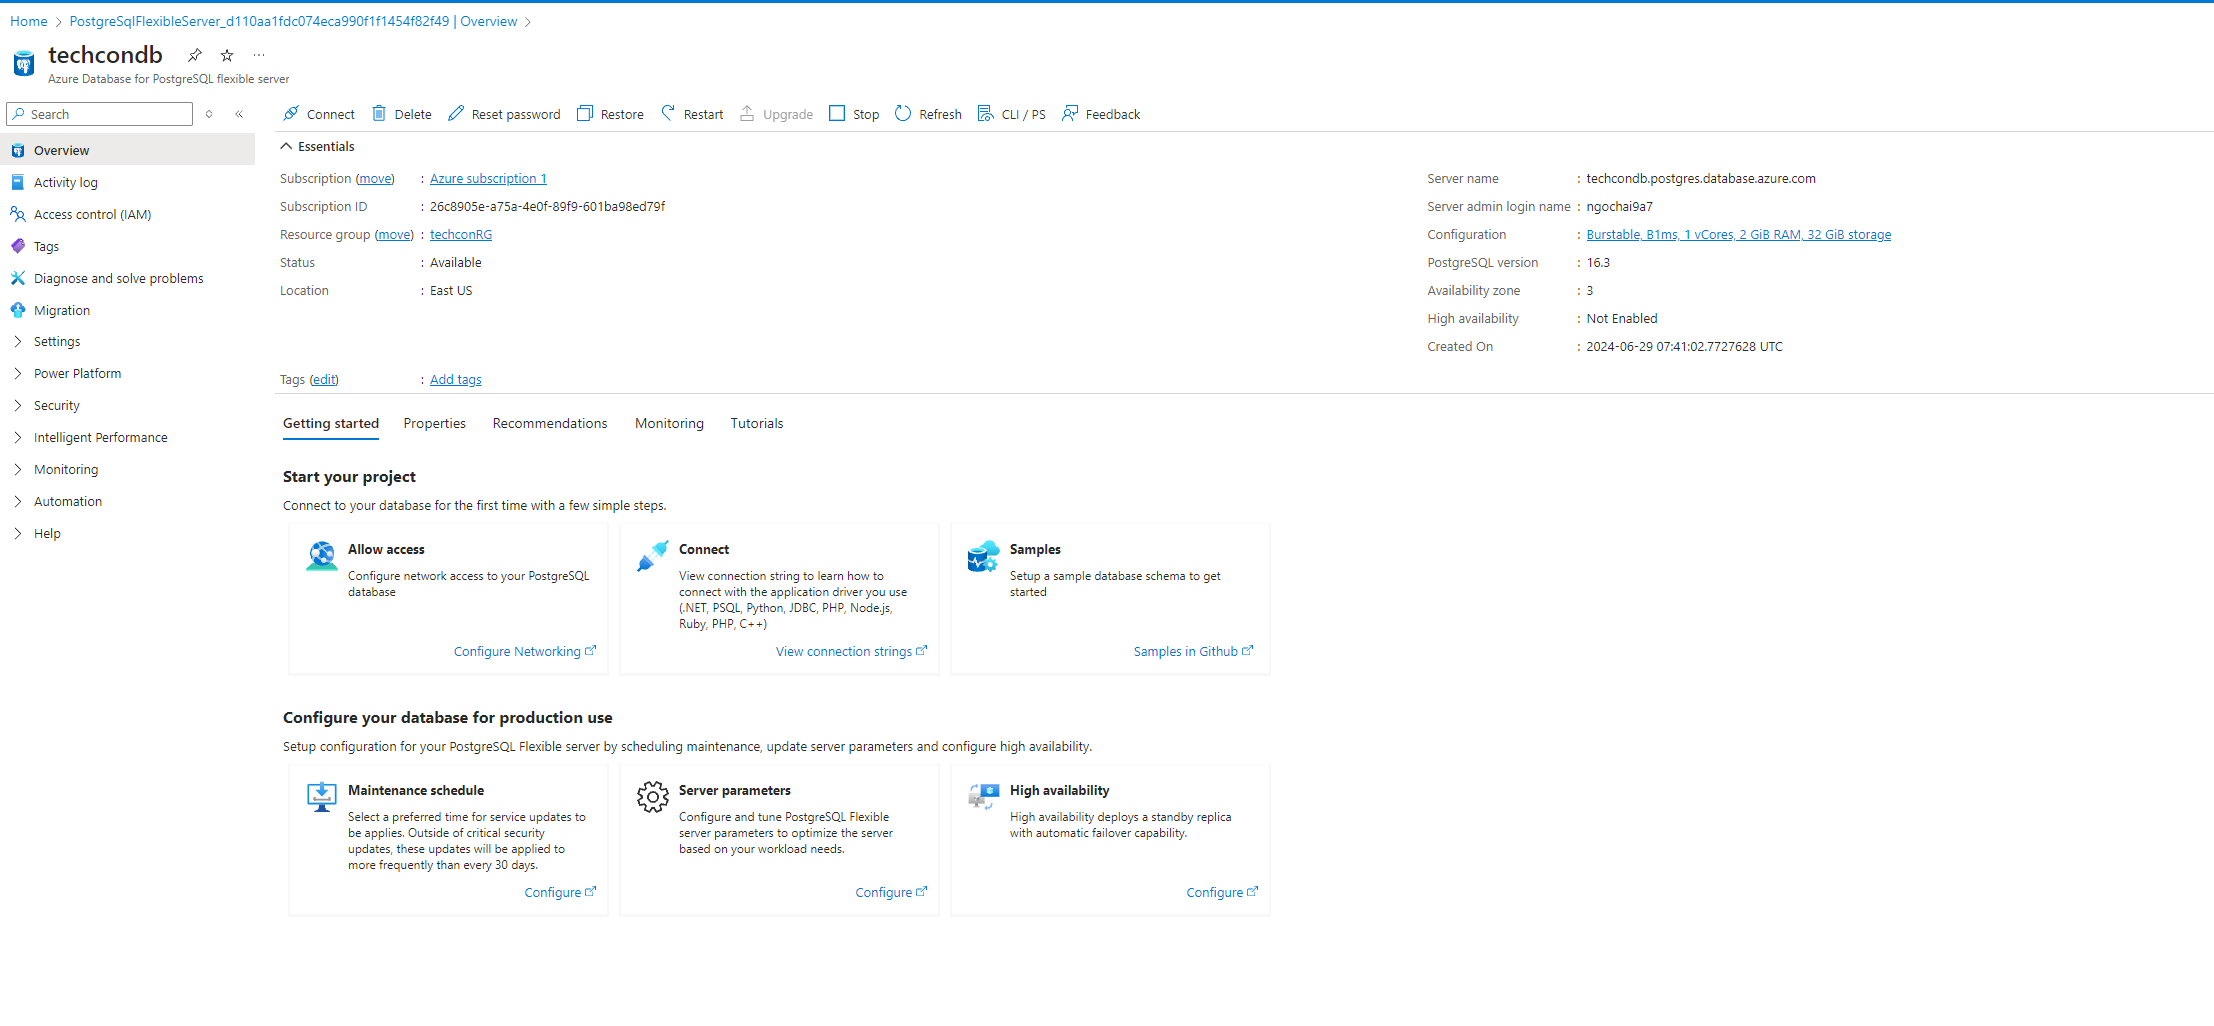 Home > PostgreSqlFlexibleServer_d110aa1fdc074eca990f1f1454f82f49 | Overview >
techcondb
Azure Database for PostgreSQL flexible server
Search
Connect Delete Reset password Restore Restart Upgrade Stop Refresh CLI / PS Feedback
Overview
Activity log
Access control (IAM)
Tags
Diagnose and solve problems
Migration
Settings
Power Platform
Security
Intelligent Performance
Monitoring
Automation
Help
Essentials
Subscription (move) : Azure subscription 1
Subscription ID : 26c8905e-a75a-4e0f-89f9-601ba98ed79f
Resource group (move) : techconRG
Status : Available
Location : East US
Server name : techcondb.postgres.database.azure.com
Server admin login name : ngochai9a7
Configuration : Burstable, B1ms, 1 vCores, 2 GiB RAM, 32 GiB storage
PostgreSQL version : 16.3
Availability zone : 3
High availability : Not Enabled
Created On : 2024-06-29 07:41:02.7727628 UTC
Tags (edit) : Add tags
Getting started Properties Recommendations Monitoring Tutorials
Start your project
Connect to your database for the first time with a few simple steps.
Allow access
Configure network access to your PostgreSQL
database
Configure Networking
Connect
View connection string to learn how to
connect with the application driver you use
(.NET, PSQL, Python, JDBC, PHP, Node.js,
Ruby, PHP, C++)
View connection strings
Samples
Setup a sample database schema to get
started
Samples in Github
Configure your database for production use
Setup configuration for your PostgreSQL Flexible server by scheduling maintenance, update server parameters and configure high availability.
Maintenance schedule
Select a preferred time for service updates to
be applies. Outside of critical security
updates, these updates will be applied to
more frequently than every 30 days.
Configure
Server parameters
Configure and tune PostgreSQL Flexible
server parameters to optimize the server
based on your workload needs.
Configure
High availability
High availability deploys a standby replica
with automatic failover capability.
Configure